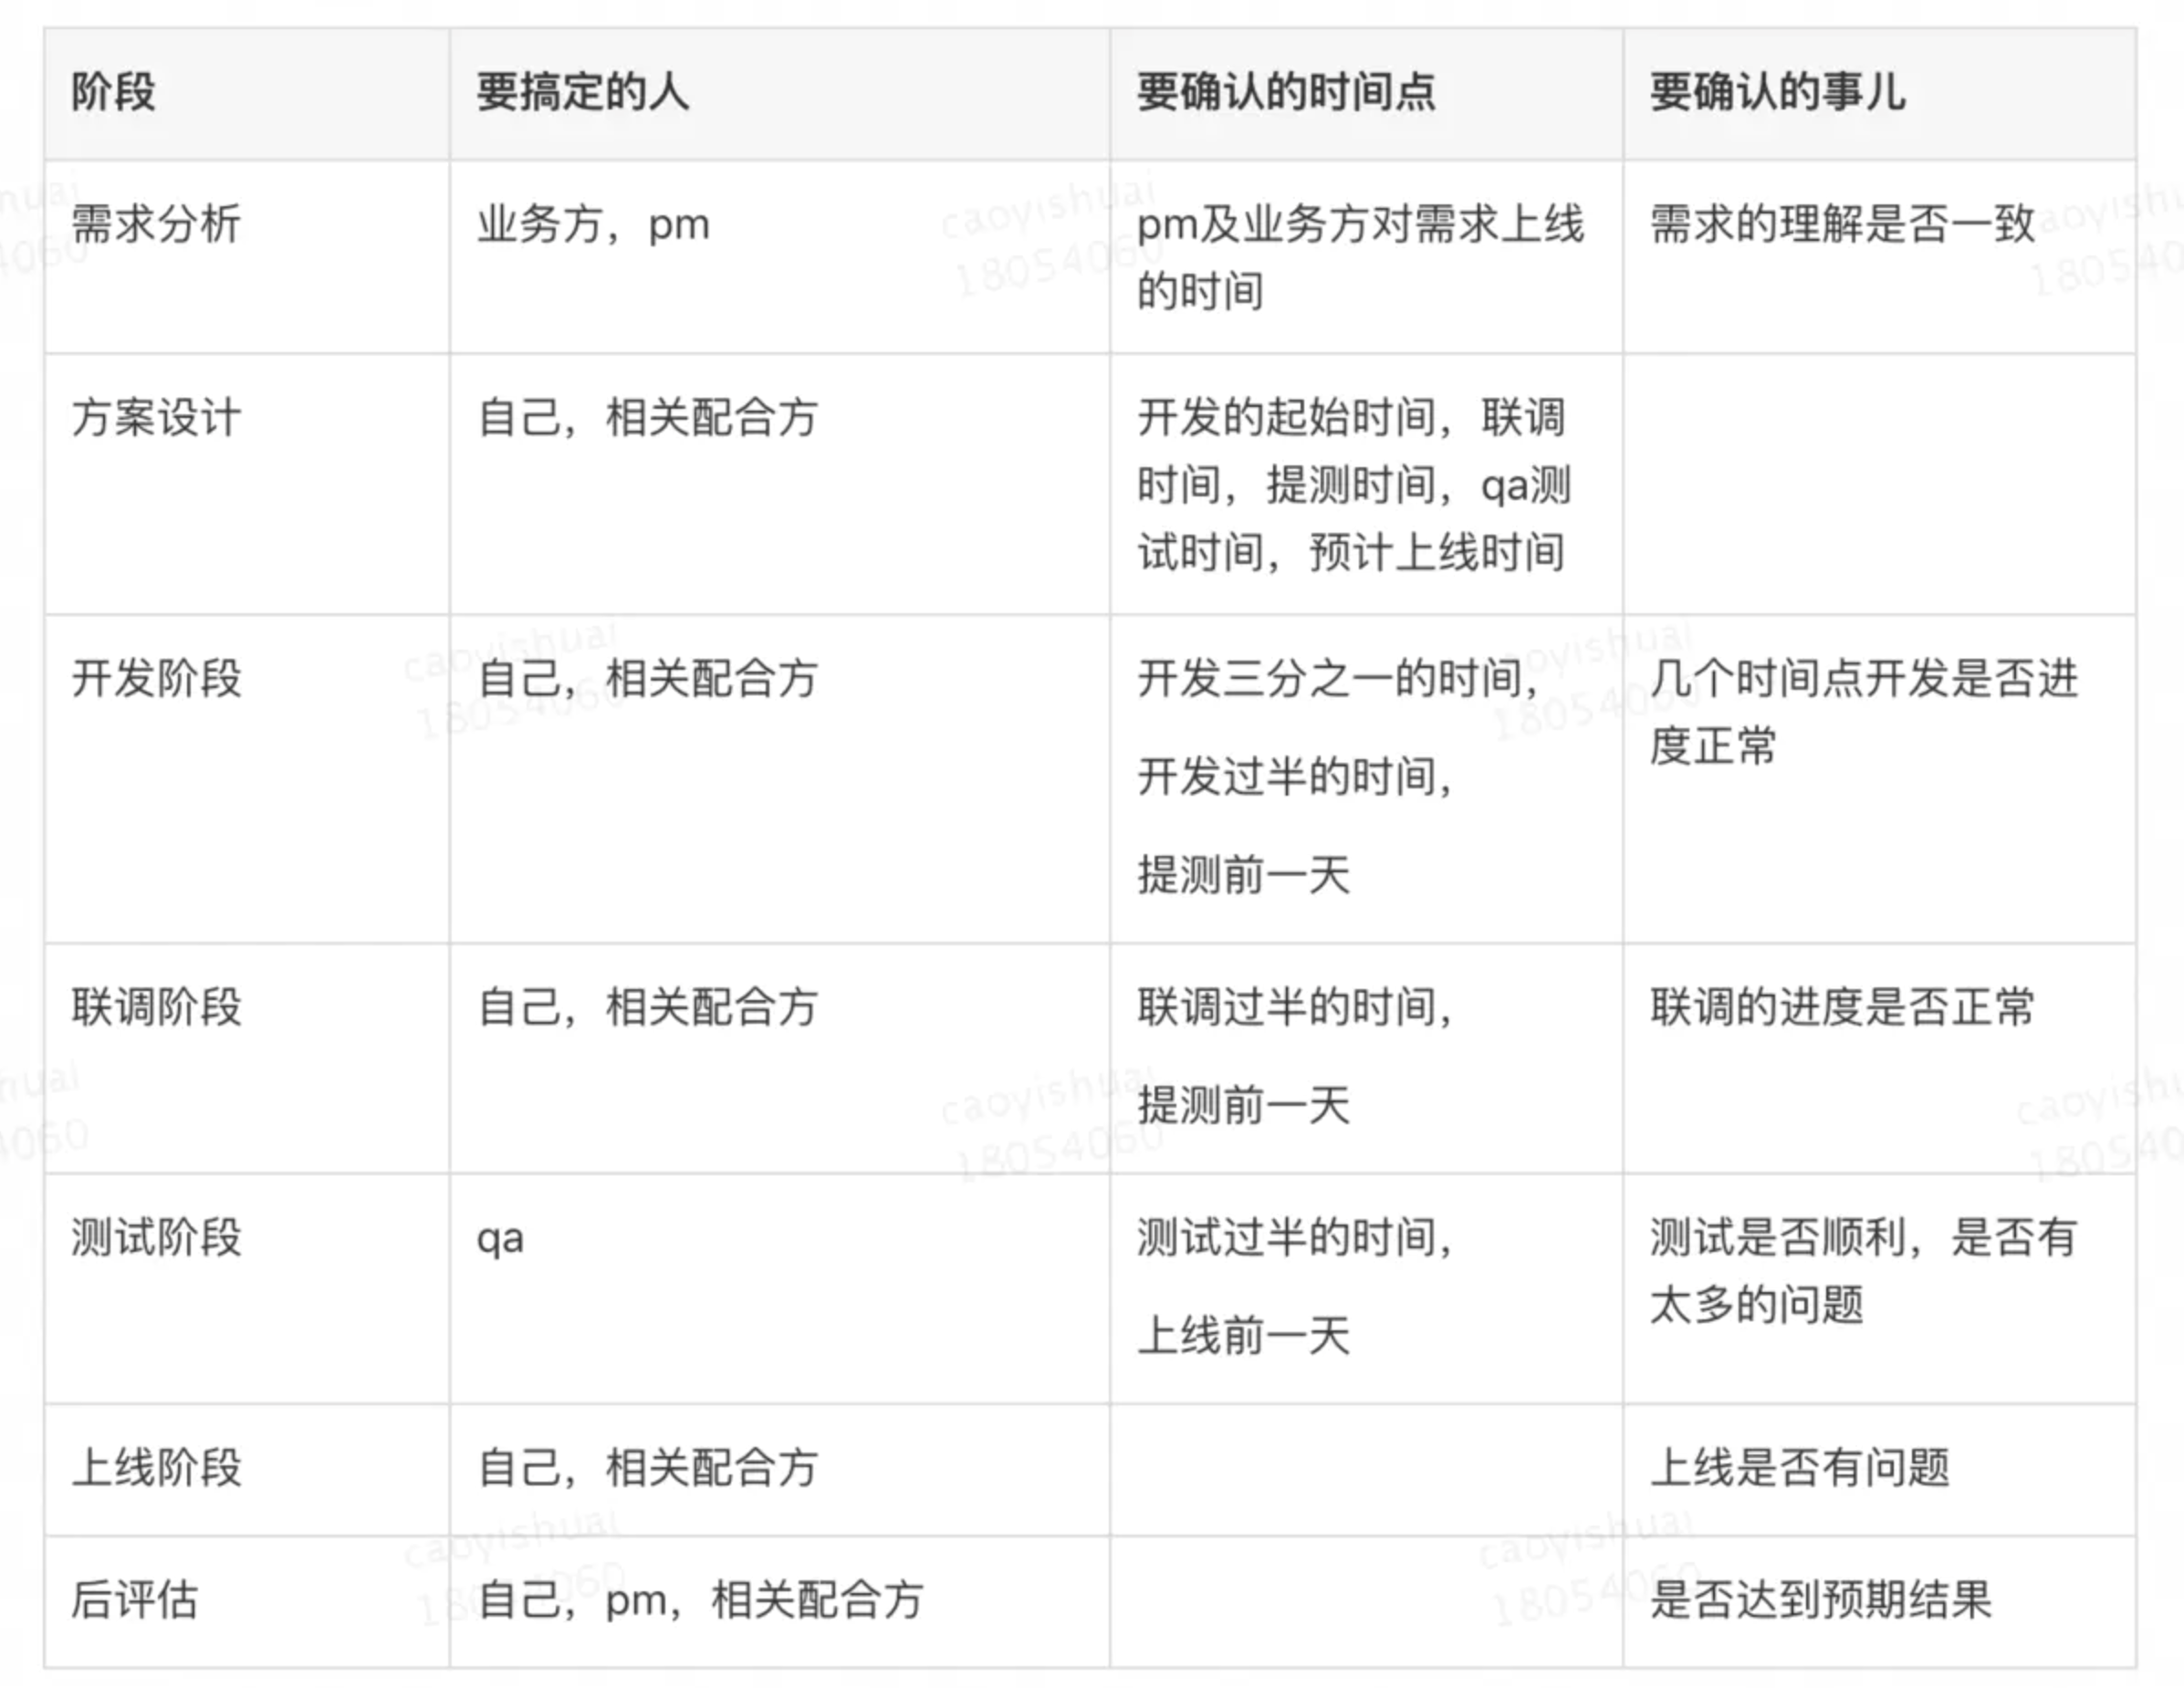 阶段 要搞定的人 要确认的时间点 要确认的事儿
需求分析 业务方，pm pm及业务方对需求上线 需求的理解是否一致
的时间
方案设计 自己，相关配合方 开发的起始时间，联调
时间，提测时间，qa测
试时间，预计上线时间
开发阶段 自己，相关配合方 开发三分之一的时间， 几个时间点开发是否进
度正常
开发过半的时间，
提测前一天
联调阶段 自己，相关配合方 联调过半的时间， 联调的进度是否正常
提测前一天
测试阶段 qa 测试过半的时间， 测试是否顺利，是否有
太多的问题
上线前一天
上线阶段 自己，相关配合方 上线是否有问题
后评估 自己，pm，相关配合方 是否达到预期结果
caoyishuai
18054060